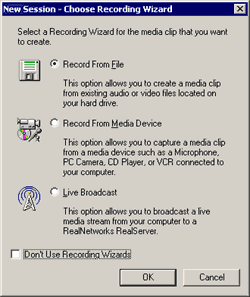 New Session - Choose Recording Wizard
Select a Recording Wizard for the media clip that you want
to create.
Record From File
This option allows you to create a media clip
from existing audio or video files located on
your hard drive.
Record From Media Device
This option allows you to capture a media clip
from a media device such as a Microphone,
PC Camera, CD Player, or VCR connected to
your computer.
Live Broadcast
This option allows you to broadcast a live
media stream from your computer to a
RealNetworks RealServer.
Don't Use Recording Wizards
OK
Cancel